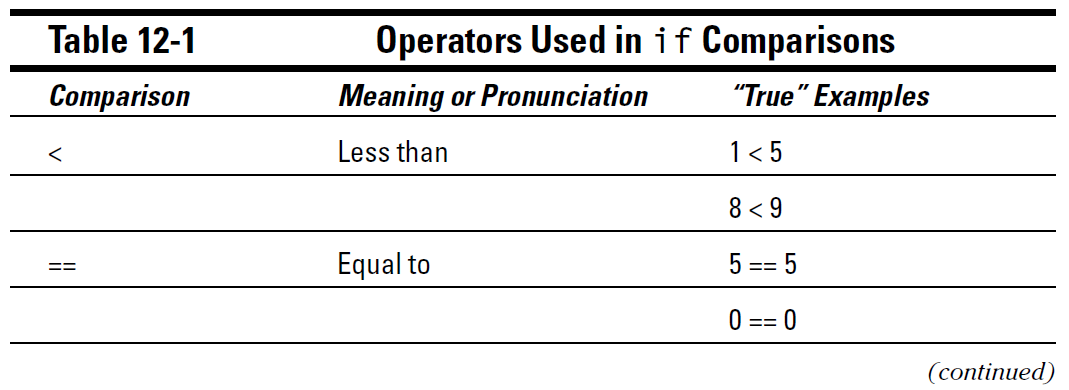 Table 12-1 Operators Used in if Comparisons
Comparison Meaning or Pronunciation “True” Examples
< Less than 1 < 5
8 < 9
== Equal to 5 == 5
0 == 0
(continued)